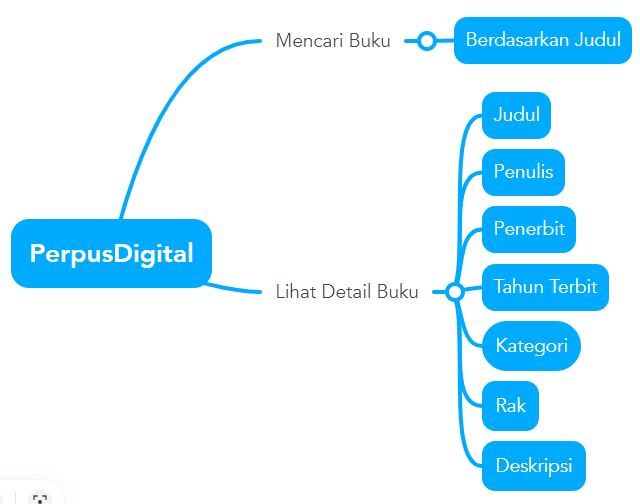 Mencari Buku
Berdasarkan Judul
Judul
Penulis
PerpusDigital
Penerbit
Lihat Detail Buku
Tahun Terbit
Kategori
Rak
Deskripsi